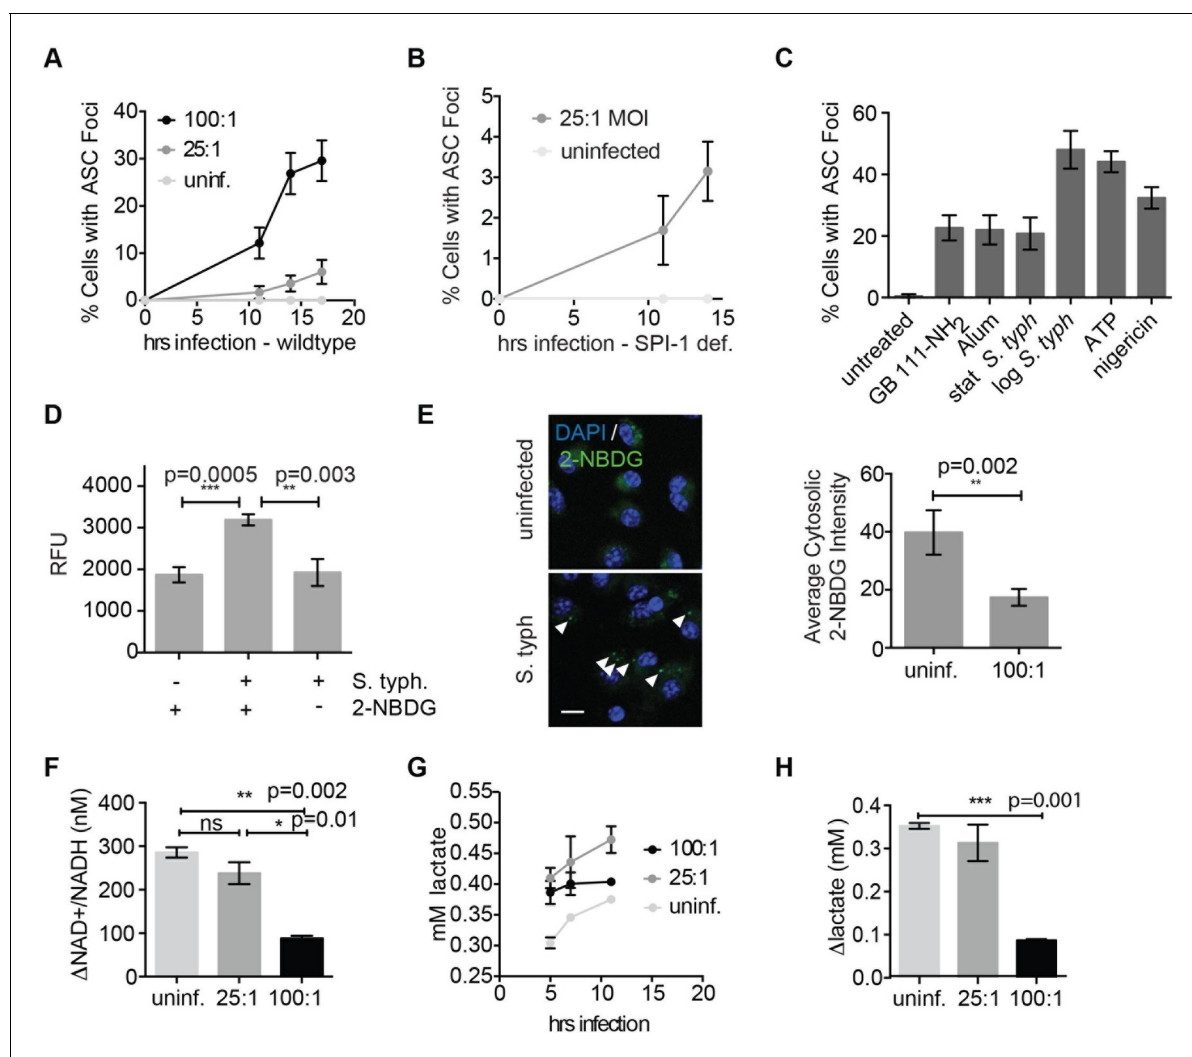 A
B
C
% Cells with ASC Foci
40
30
20
10
0
100:1
25:1
uninf.
0 5 10 15 20
hrs infection - wildtype
% Cells with ASC Foci
5
4
3
2
1
0
25:1 MOI
uninfected
0 5 10 15
hrs infection - SPI-1 def.
% Cells with ASC Foci
60
40
20
0
untreated
GB 111-NH2
Alum
stat S. typh
log S. typh
ATP
nigericin
D
E
RFU
4000
3000
2000
1000
0
p=0.0005 p=0.003
*** **
- + + S. typh.
+ + - 2-NBDG
uninfected
DAPI /
2-NBDG
S. typh
Average Cytosolic
2-NBDG Intensity
60
40
20
0
p=0.002
**
uninf. 100:1
F
G
H
ΔNAD+/NADH (nM)
400
300
200
100
0
** p=0.002
ns * p=0.01
uninf. 25:1 100:1
mM lactate
0.55
0.50
0.45
0.40
0.35
0.30
0.25
100:1
25:1
uninf.
0 5 10 15 20
hrs infection
Δlactate (mM )
0.4
0.3
0.2
0.1
0.0
*** p=0.001
uninf. 25:1 100:1